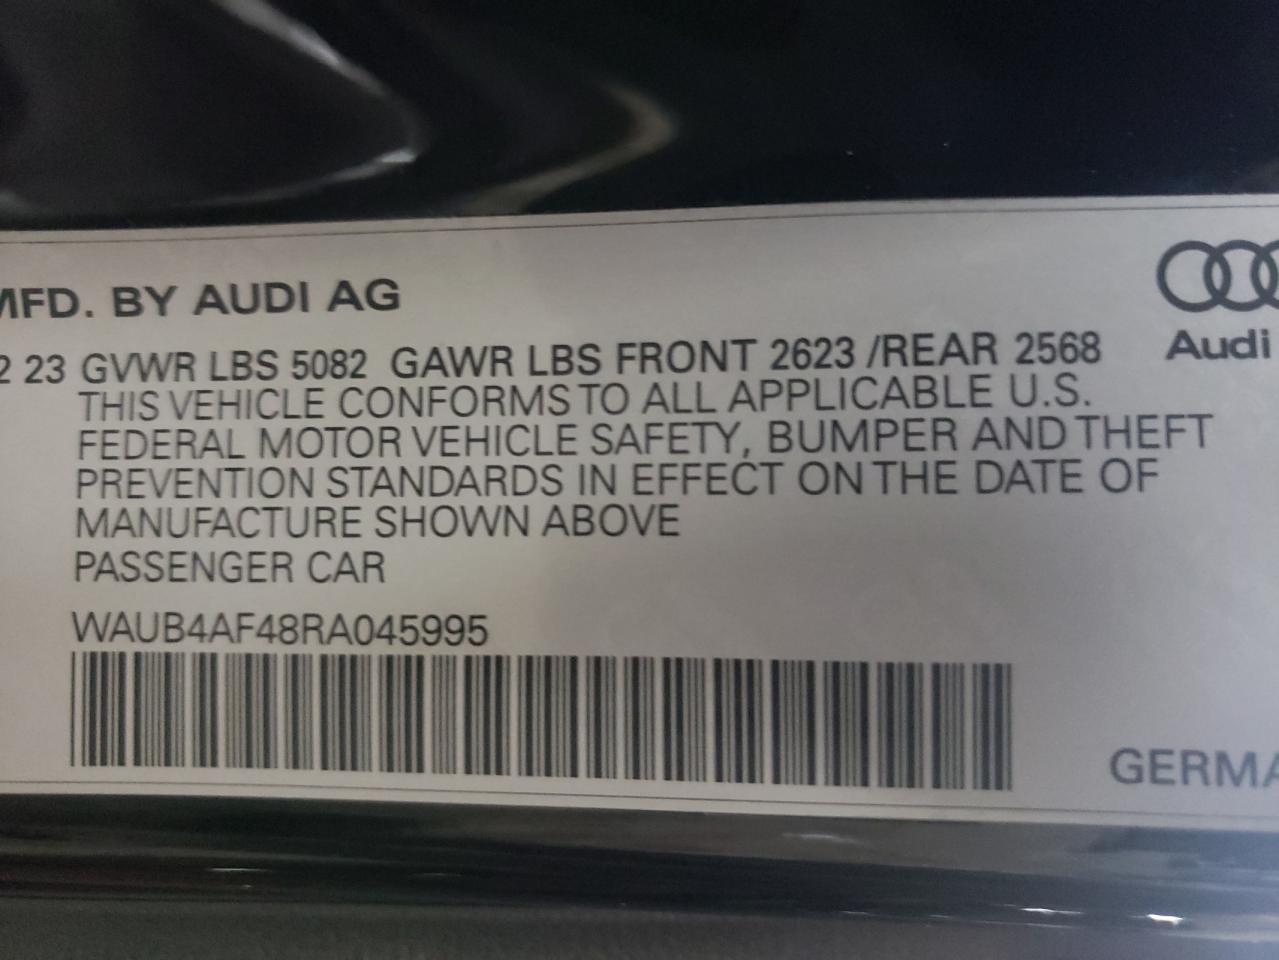 MFD. BY AUDI AG
Audi
2 23 GVWR LBS 5082 GAWR LBS FRONT 2623 /REAR 2568
THIS VEHICLE CONFORMS TO ALL APPLICABLE U.S.
FEDERAL MOTOR VEHICLE SAFETY, BUMPER AND THEFT
PREVENTION STANDARDS IN EFFECT ON THE DATE OF
MANUFACTURE SHOWN ABOVE
PASSENGER CAR
WAUB4AF48RA045995
GERMA